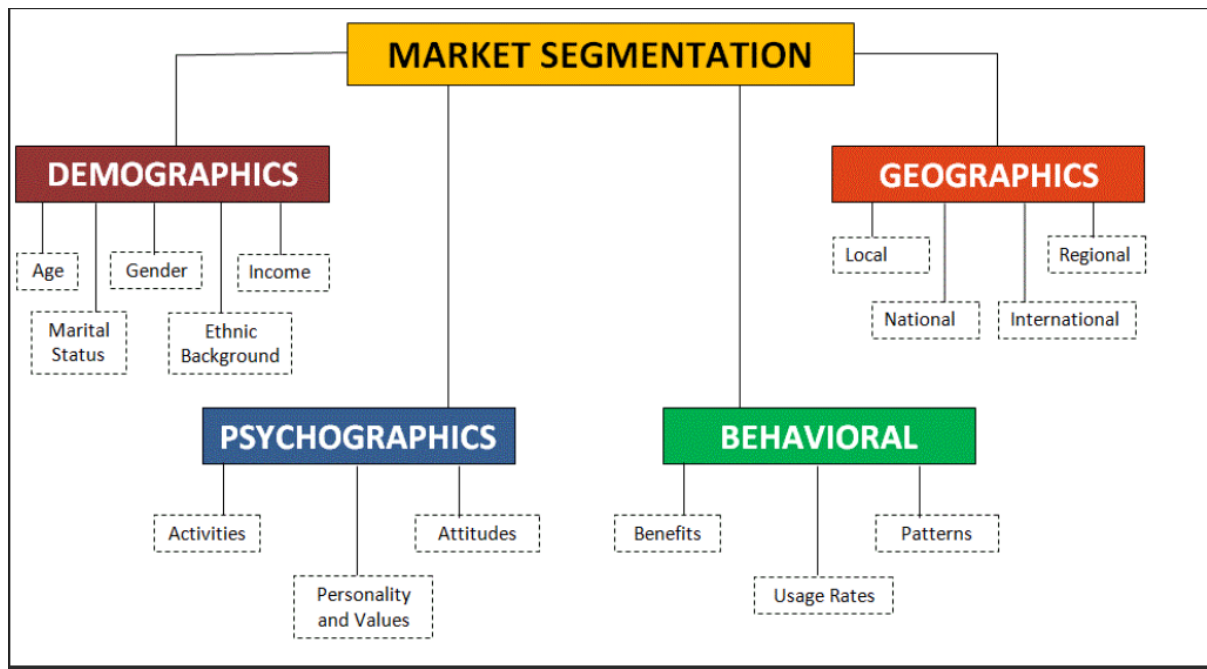 MARKET SEGMENTATION
DEMOGRAPHICS
GEOGRAPHICS
Age
Gender
Income
Marital
Status
Ethnic
Background
Local
Regional
National
International
PSYCHOGRAPHICS
BEHAVIORAL
Activities
Attitudes
Personality
and Values
Benefits
Patterns
Usage Rates